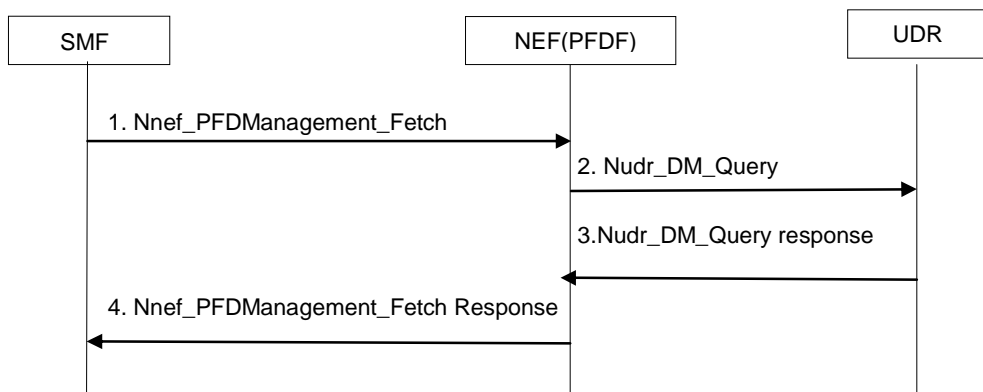 SMF
NEF(PFDF)
UDR
1. Nnef_PFDManagement_Fetch
2. Nudr_DM_Query
3.Nudr_DM_Query response
4. Nnef_PFDManagement_Fetch Response